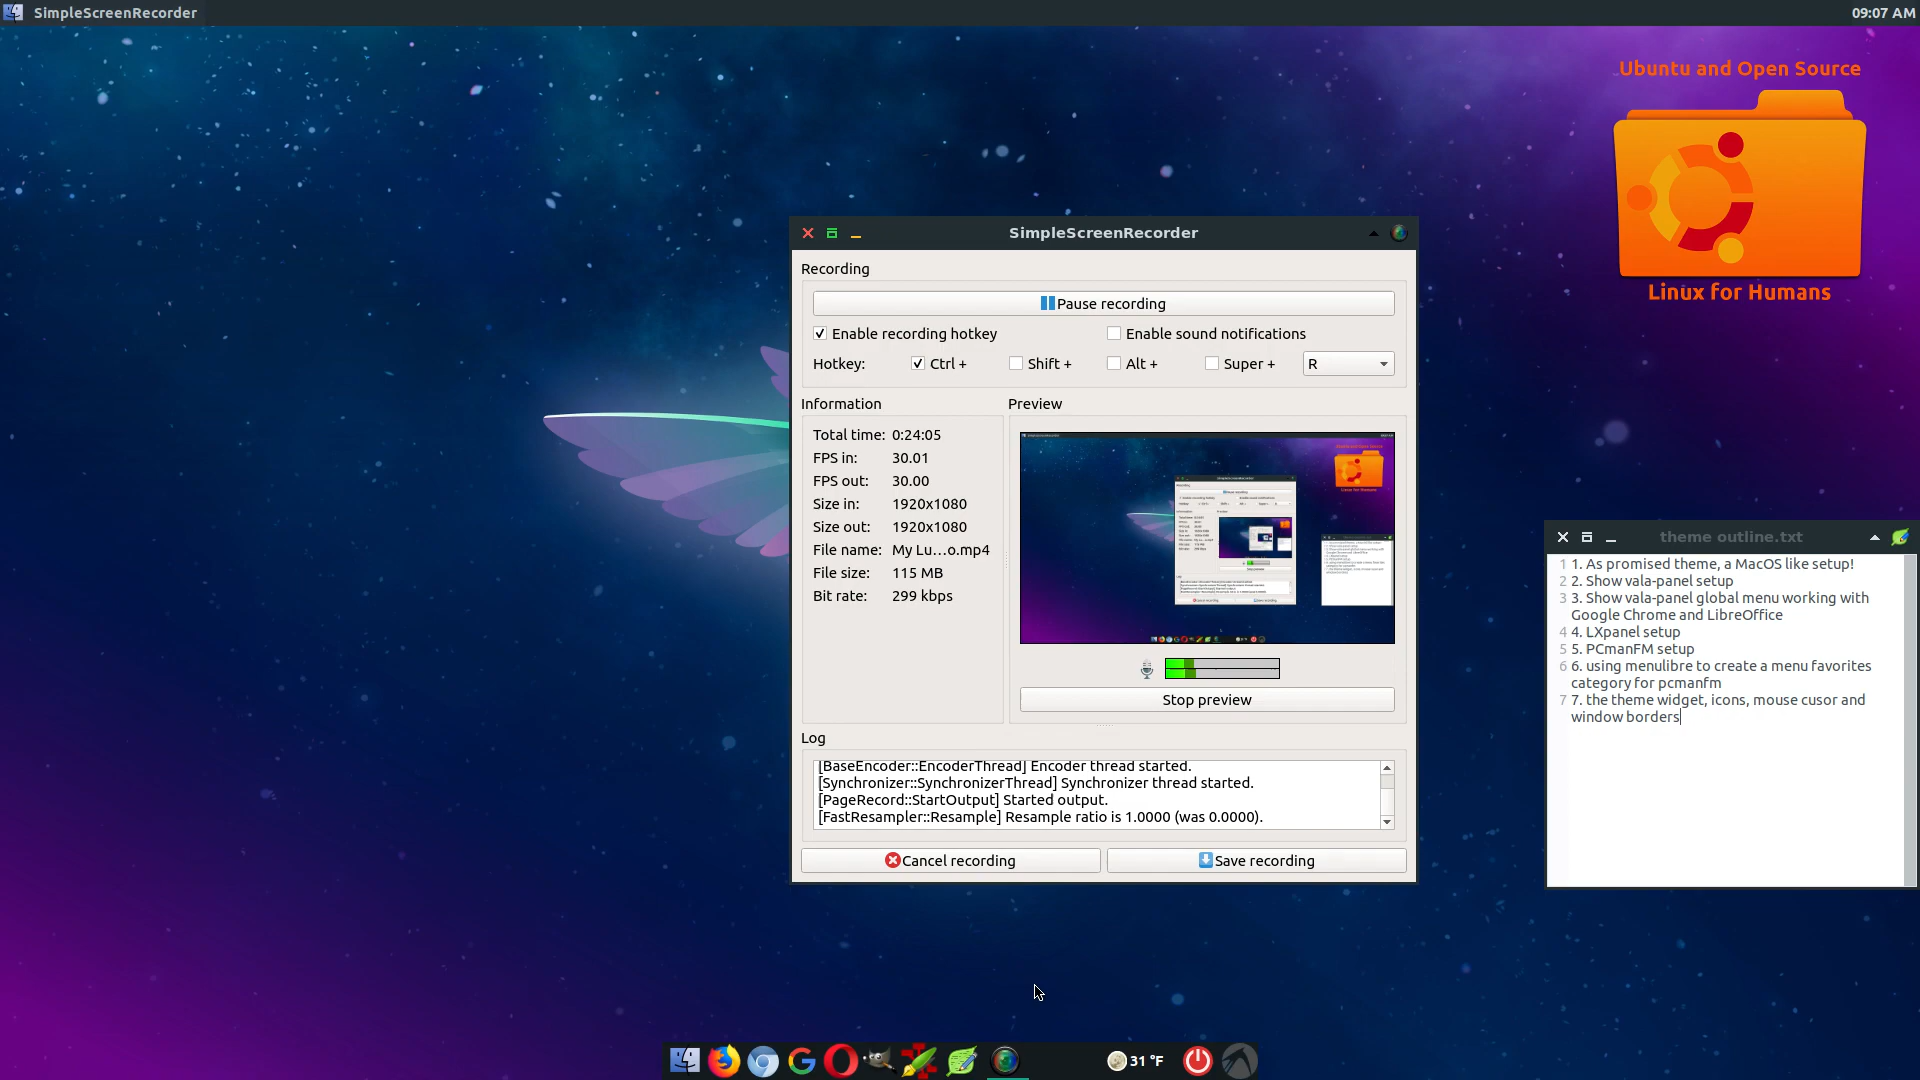 SimpleScreenRecorder
09:07 AM
Ubuntu and Open Source
Linux for Humans
SimpleScreenRecorder
Recording
Pause recording
Enable recording hotkey
Enable sound notifications
Hotkey: Ctrl + Shift + Alt + Super + R
Information
Total time: 0:24:05
FPS in: 30.01
FPS out: 30.00
Size in: 1920x1080
Size out: 1920x1080
File name: My Lu...o.mp4
File size: 115 MB
Bit rate: 299 kbps
Preview
Stop preview
Log
[BaseEncoder::EncoderThread] Encoder thread started.
[Synchronizer::SynchronizerThread] Synchronizer thread started.
[PageRecord::StartOutput] Started output.
[FastResampler::Resample] Resample ratio is 1.0000 (was 0.0000).
Cancel recording
Save recording
theme outline.txt
1 1. As promised theme, a MacOS like setup!
2 2. Show vala-panel setup
3 3. Show vala-panel global menu working with
Google Chrome and LibreOffice
4 4. LXpanel setup
5 5. PCmanFM setup
6 6. using menulibre to create a menu favorites
category for pcmanfm
7 7. the theme widget, icons, mouse cusor and
window borders
31 °F